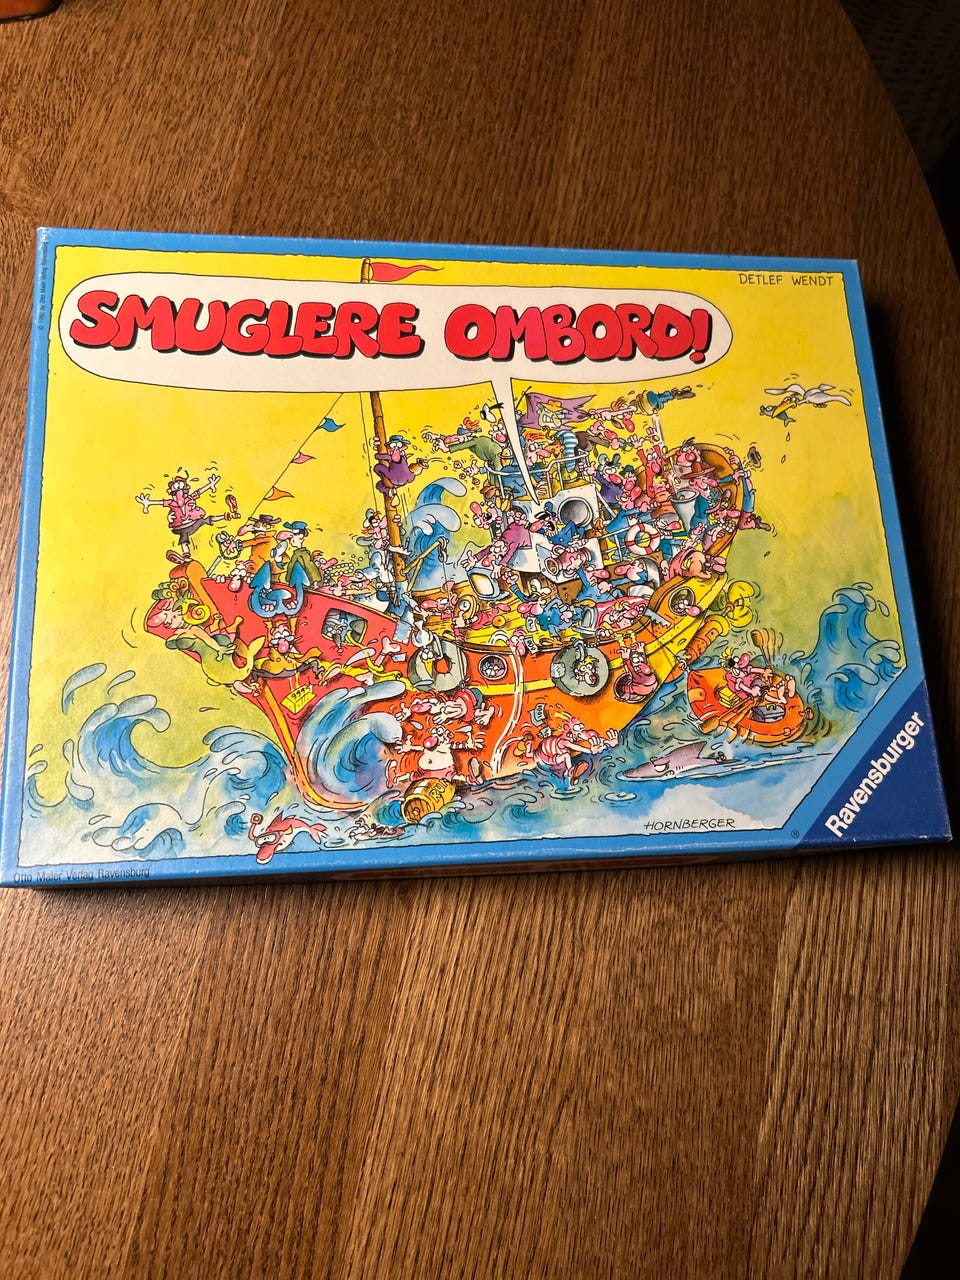 DETLEF WENDT
SMUGLERE OMBORD!
HORNBERGER
®
Ravensburger
Otto Maier Verlag Ravensburg